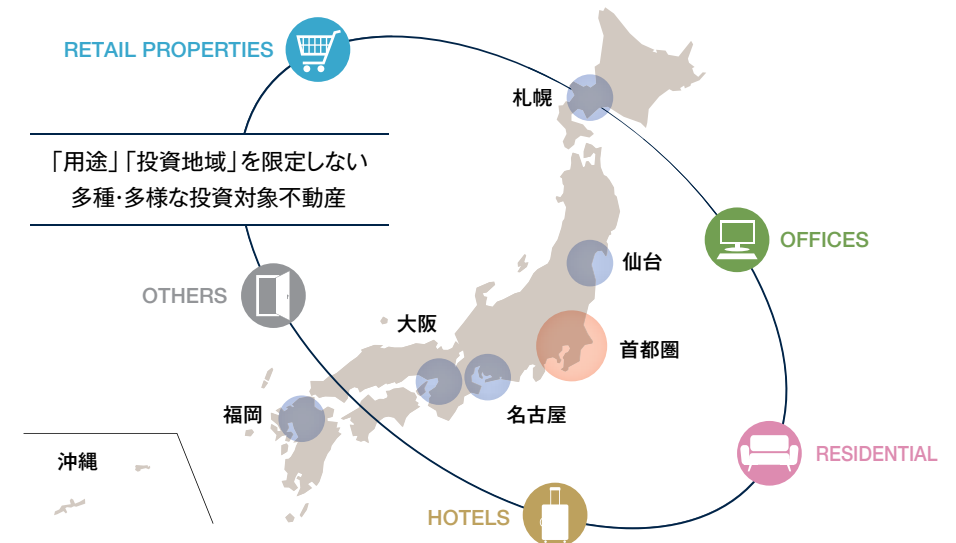 RETAIL PROPERTIES
札幌
「用途」「投資地域」を限定しない
多種・多様な投資対象不動産
OFFICES
仙台
OTHERS
大阪
首都圏
福岡
名古屋
沖縄
RESIDENTIAL
HOTELS